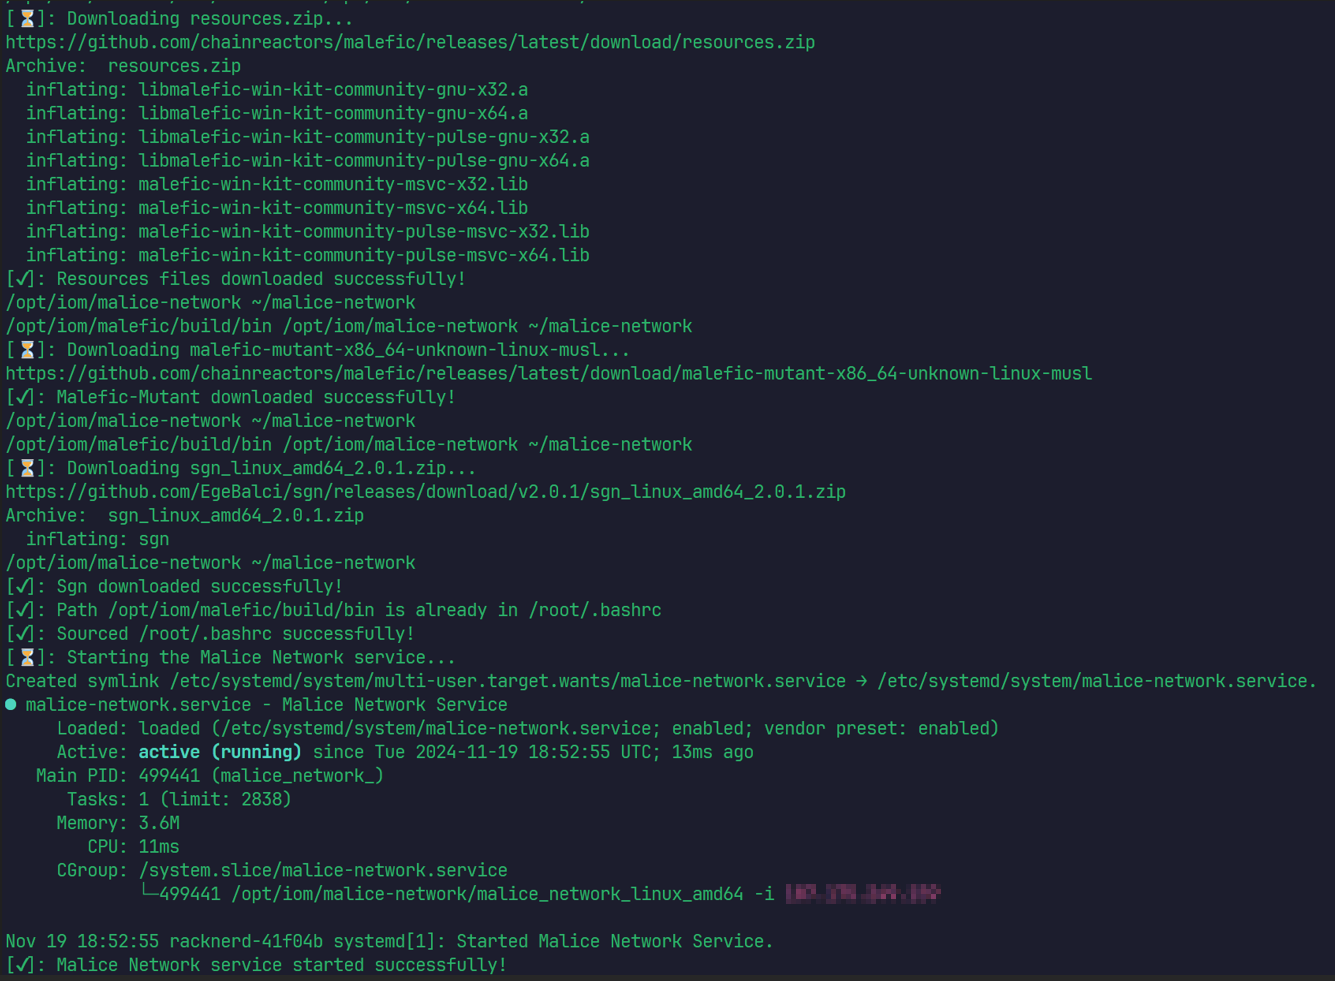 [⏳]: Downloading resources.zip...
https://github.com/chainreactors/malefic/releases/latest/download/resources.zip
Archive:  resources.zip
  inflating: libmalefic-win-kit-community-gnu-x32.a
  inflating: libmalefic-win-kit-community-gnu-x64.a
  inflating: libmalefic-win-kit-community-pulse-gnu-x32.a
  inflating: libmalefic-win-kit-community-pulse-gnu-x64.a
  inflating: malefic-win-kit-community-msvc-x32.lib
  inflating: malefic-win-kit-community-msvc-x64.lib
  inflating: malefic-win-kit-community-pulse-msvc-x32.lib
  inflating: malefic-win-kit-community-pulse-msvc-x64.lib
[✓]: Resources files downloaded successfully!
/opt/iom/malice-network ~/malice-network
/opt/iom/malefic/build/bin /opt/iom/malice-network ~/malice-network
[⏳]: Downloading malefic-mutant-x86_64-unknown-linux-musl...
https://github.com/chainreactors/malefic/releases/latest/download/malefic-mutant-x86_64-unknown-linux-musl
[✓]: Malefic-Mutant downloaded successfully!
/opt/iom/malice-network ~/malice-network
/opt/iom/malefic/build/bin /opt/iom/malice-network ~/malice-network
[⏳]: Downloading sgn_linux_amd64_2.0.1.zip...
https://github.com/EgeBalci/sgn/releases/download/v2.0.1/sgn_linux_amd64_2.0.1.zip
Archive:  sgn_linux_amd64_2.0.1.zip
  inflating: sgn
/opt/iom/malice-network ~/malice-network
[✓]: Sgn downloaded successfully!
[✓]: Path /opt/iom/malefic/build/bin is already in /root/.bashrc
[✓]: Sourced /root/.bashrc successfully!
[⏳]: Starting the Malice Network service...
Created symlink /etc/systemd/system/multi-user.target.wants/malice-network.service → /etc/systemd/system/malice-network.service.
● malice-network.service - Malice Network Service
     Loaded: loaded (/etc/systemd/system/malice-network.service; enabled; vendor preset: enabled)
     Active: active (running) since Tue 2024-11-19 18:52:55 UTC; 13ms ago
   Main PID: 499441 (malice_network_)
      Tasks: 1 (limit: 2838)
     Memory: 3.6M
        CPU: 11ms
     CGroup: /system.slice/malice-network.service
             └─499441 /opt/iom/malice-network/malice_network_linux_amd64 -i
Nov 19 18:52:55 racknerd-41f04b systemd[1]: Started Malice Network Service.
[✓]: Malice Network service started successfully!